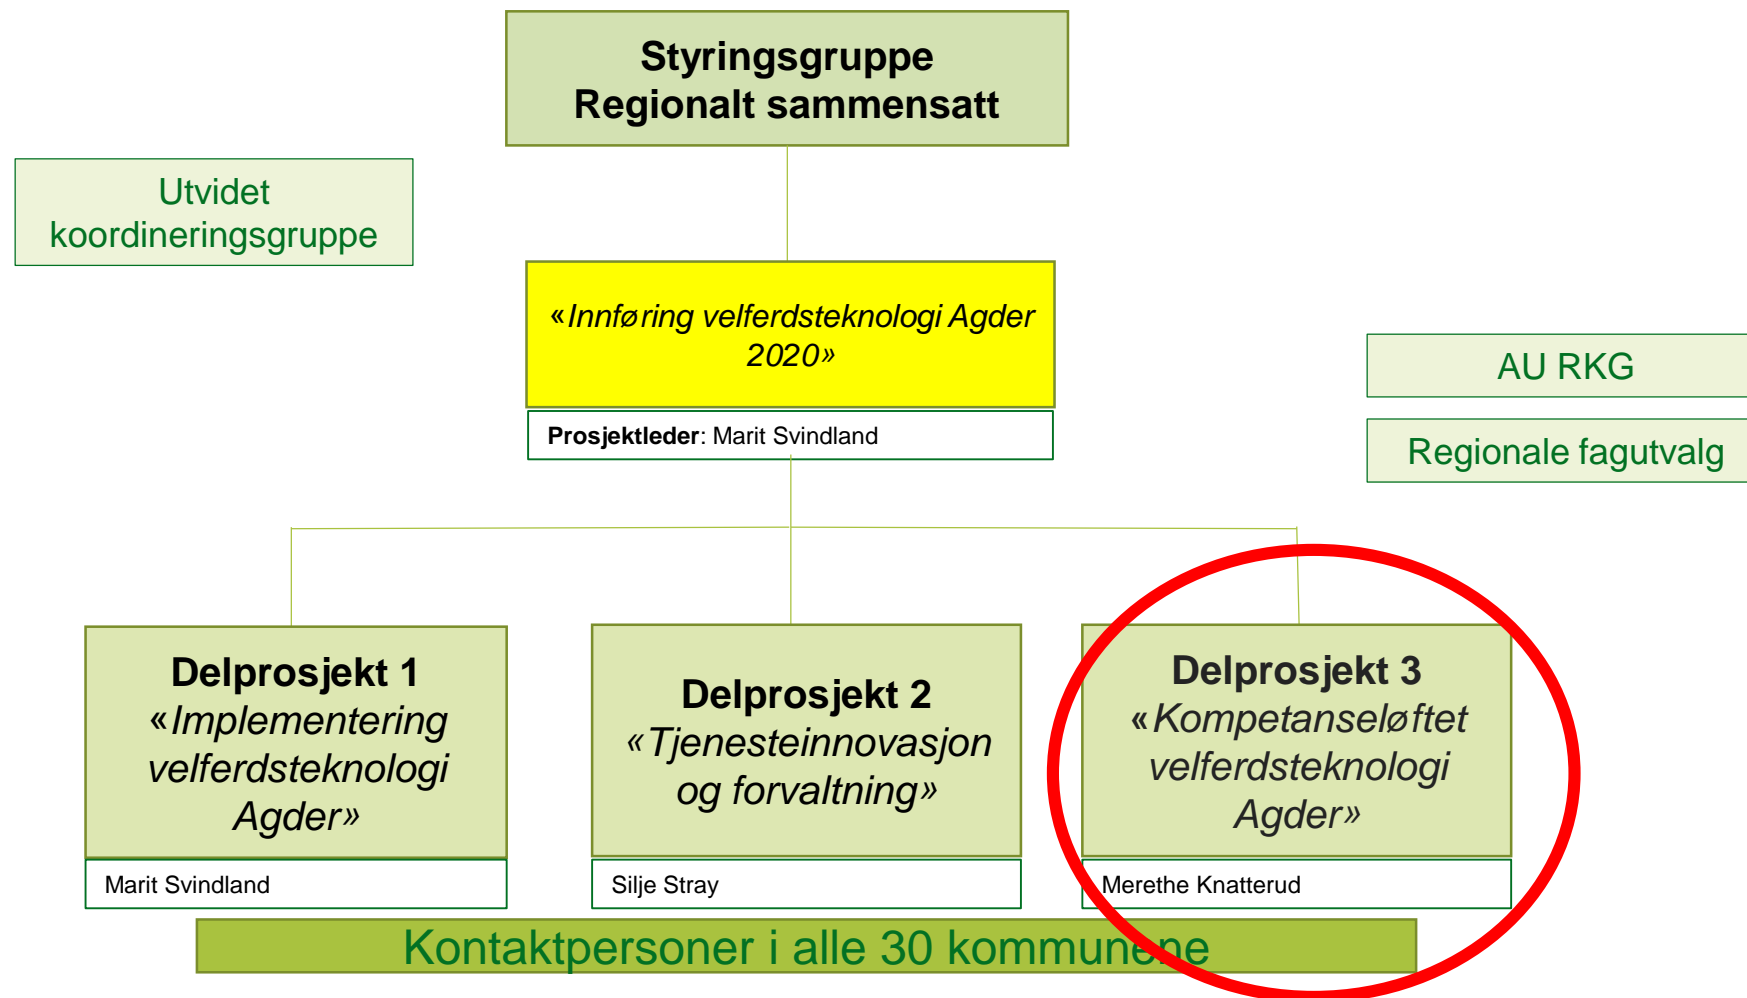 Styringsgruppe
Regionalt sammensatt
Utvidet
koordineringsgruppe
«Innføring velferdsteknologi Agder
2020»
Prosjektleder: Marit Svindland
AU RKG
Regionale fagutvalg
Delprosjekt 1
«Implementering
velferdsteknologi
Agder»
Marit Svindland
Delprosjekt 2
«Tjenesteinnovasjon
og forvaltning»
Silje Stray
Delprosjekt 3
«Kompetanseløftet
velferdsteknologi
Agder»
Merethe Knatterud
Kontaktpersoner i alle 30 kommunene